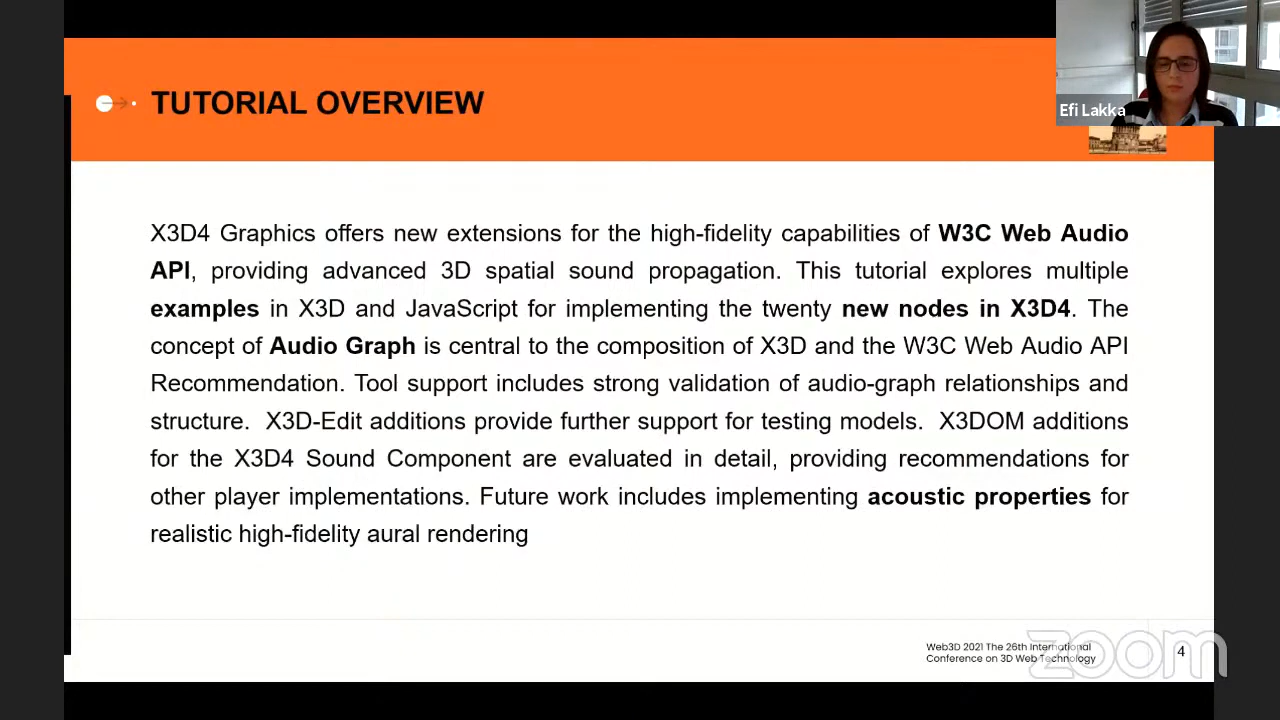 TUTORIAL OVERVIEW
Efi Lakka
X3D4 Graphics offers new extensions for the high-fidelity capabilities of W3C Web Audio
API, providing advanced 3D spatial sound propagation. This tutorial explores multiple
examples in X3D and JavaScript for implementing the twenty new nodes in X3D4. The
concept of Audio Graph is central to the composition of X3D and the W3C Web Audio API
Recommendation. Tool support includes strong validation of audio-graph relationships and
structure.  X3D-Edit additions provide further support for testing models.  X3DOM additions
for the X3D4 Sound Component are evaluated in detail, providing recommendations for
other player implementations. Future work includes implementing acoustic properties for
realistic high-fidelity aural rendering
Web3D 2021 The 26th International
Conference on 3D Web Technology
zoom
4